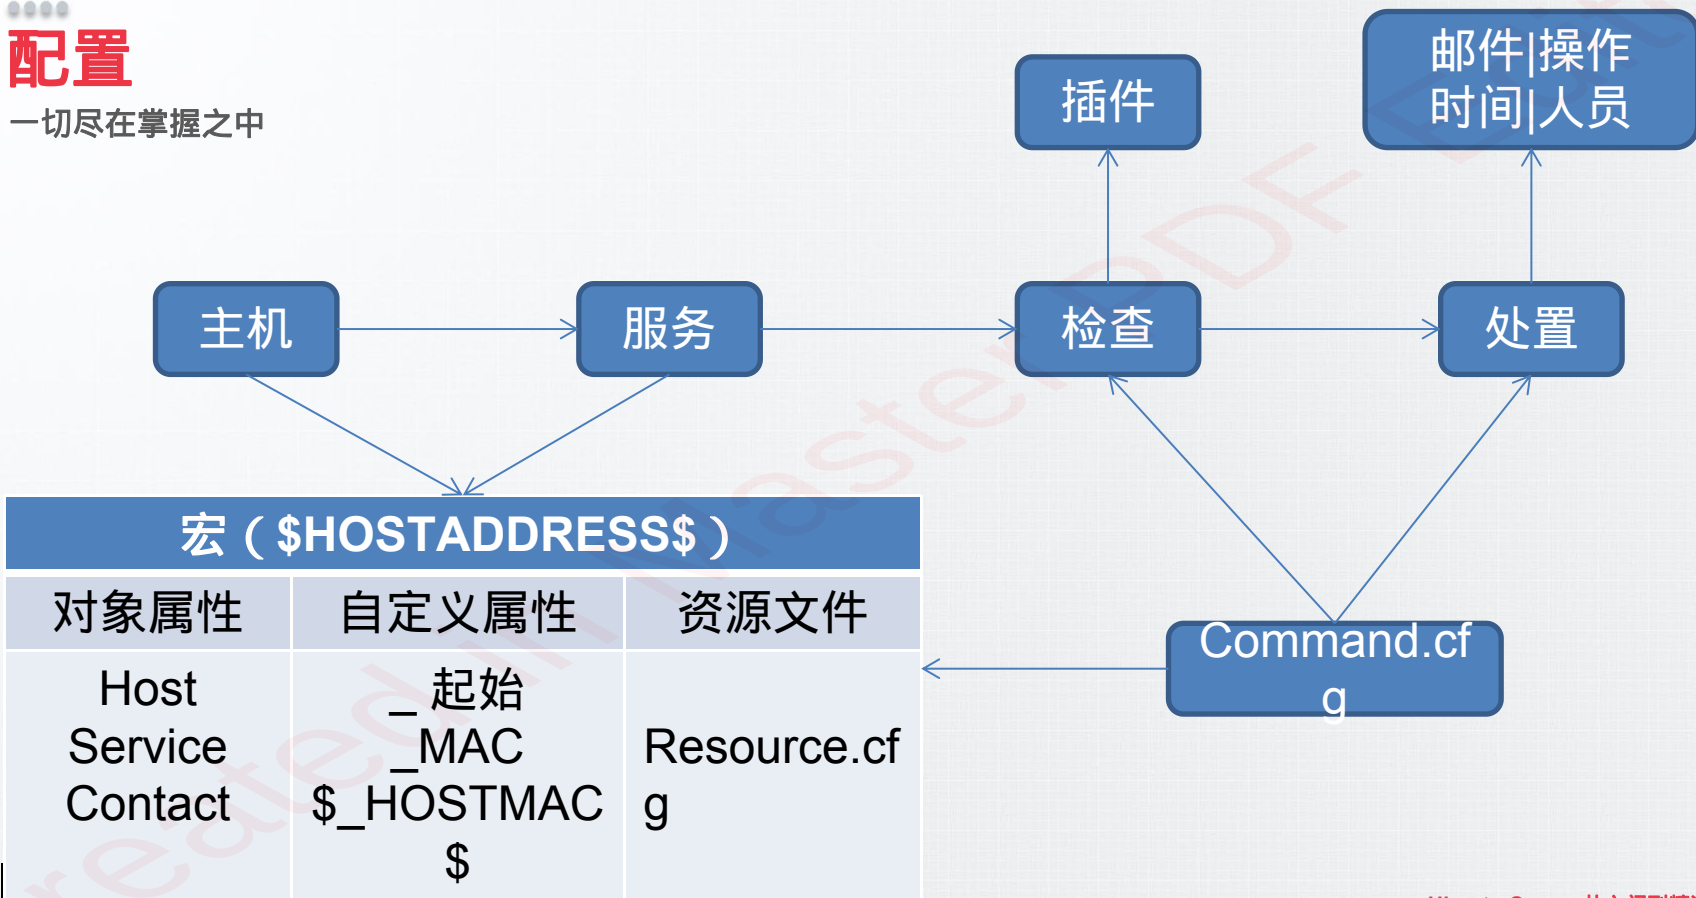 配置
一切尽在掌握之中
插件
邮件|操作
时间|人员
主机
服务
检查
处置
宏（$HOSTADDRESS$）
对象属性
自定义属性
资源文件
Host
Service
Contact
_ 起始
_MAC
$_HOSTMAC
$
Resource.cf
g
Command.cf
g